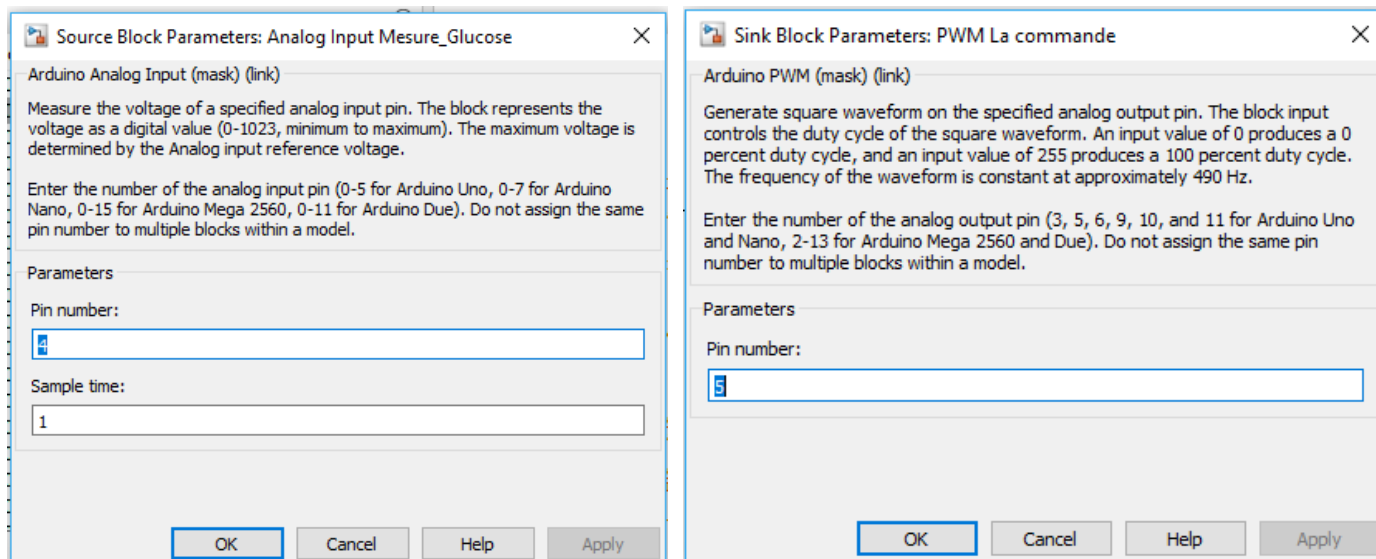 Source Block Parameters: Analog Input Mesure_Glucose
Arduino Analog Input (mask) (link)
Measure the voltage of a specified analog input pin. The block represents the
voltage as a digital value (0-1023, minimum to maximum). The maximum voltage is
determined by the Analog input reference voltage.
Enter the number of the analog input pin (0-5 for Arduino Uno, 0-7 for Arduino
Nano, 0-15 for Arduino Mega 2560, 0-11 for Arduino Due). Do not assign the same
pin number to multiple blocks within a model.
Parameters
Pin number:
4
Sample time:
1
OK Cancel Help Apply
Sink Block Parameters: PWM La commande
Arduino PWM (mask) (link)
Generate square waveform on the specified analog output pin. The block input
controls the duty cycle of the square waveform. An input value of 0 produces a 0
percent duty cycle, and an input value of 255 produces a 100 percent duty cycle.
The frequency of the waveform is constant at approximately 490 Hz.
Enter the number of the analog output pin (3, 5, 6, 9, 10, and 11 for Arduino Uno
and Nano, 2-13 for Arduino Mega 2560 and Due). Do not assign the same pin
number to multiple blocks within a model.
Parameters
Pin number:
5
OK Cancel Help Apply